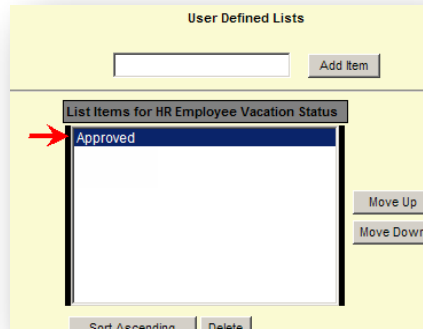 User Defined Lists
Add Item
List Items for HR Employee Vacation Status
Approved
Move Up
Move Down
Sort Ascending
Delete